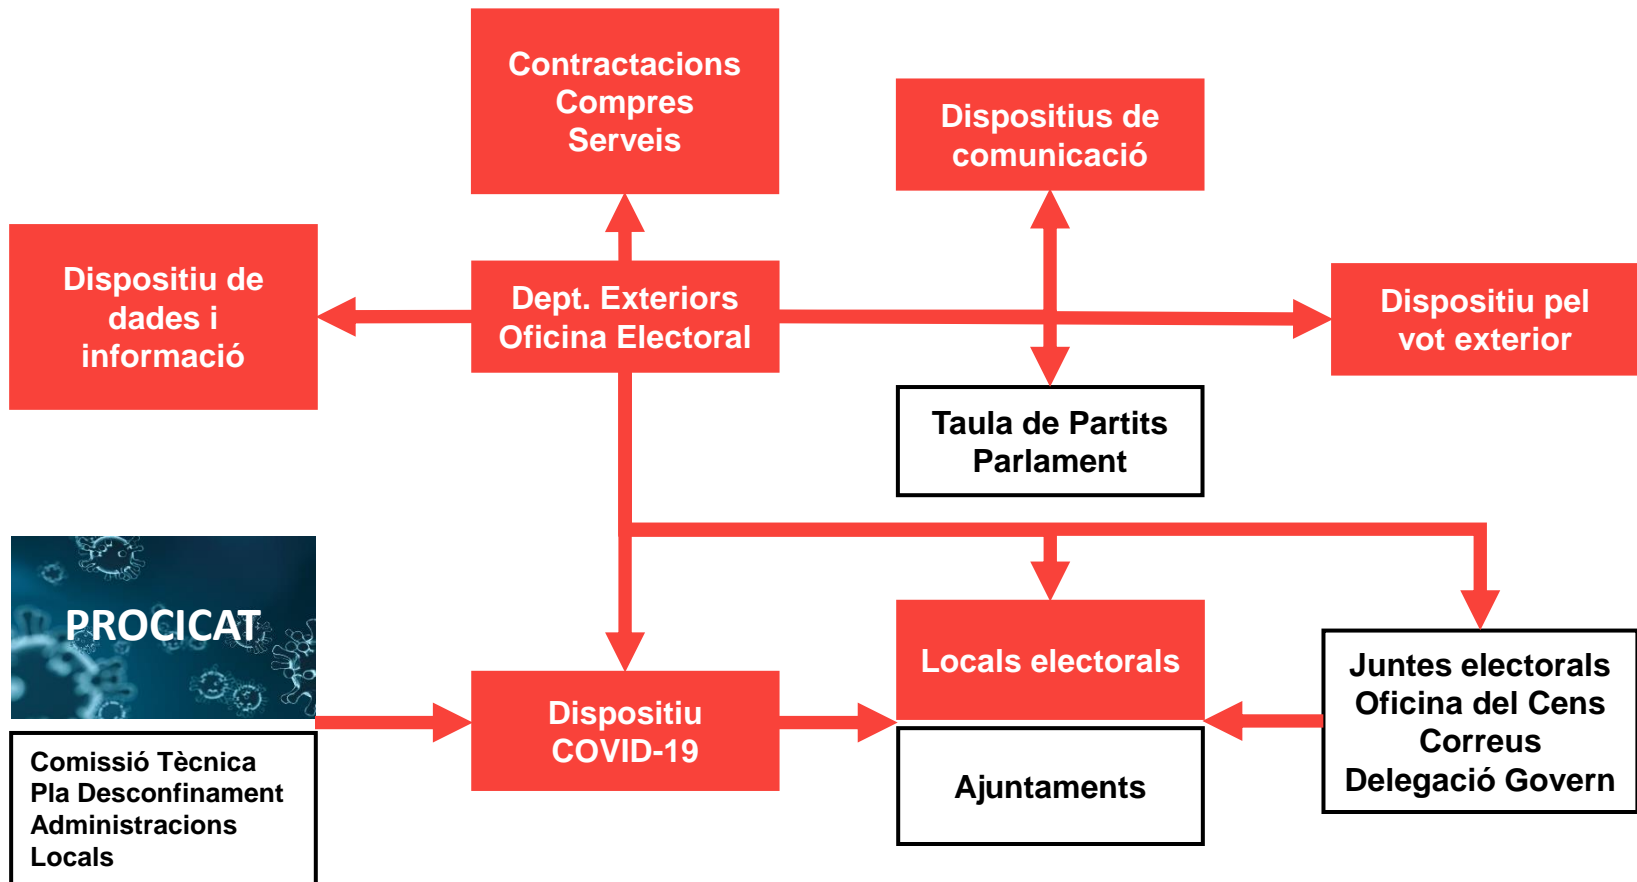 Contractacions
Compres
Serveis
Dispositius de
comunicació
Dispositiu de
dades i
informació
Dept. Exteriors
Oficina Electoral
Dispositiu pel
vot exterior
Taula de Partits
Parlament
PROCICAT
Comissió Tècnica
Pla Desconfinament
Administracions
Locals
Dispositiu
COVID-19
Locals electorals
Ajuntaments
Juntes electorals
Oficina del Cens
Correus
Delegació Govern